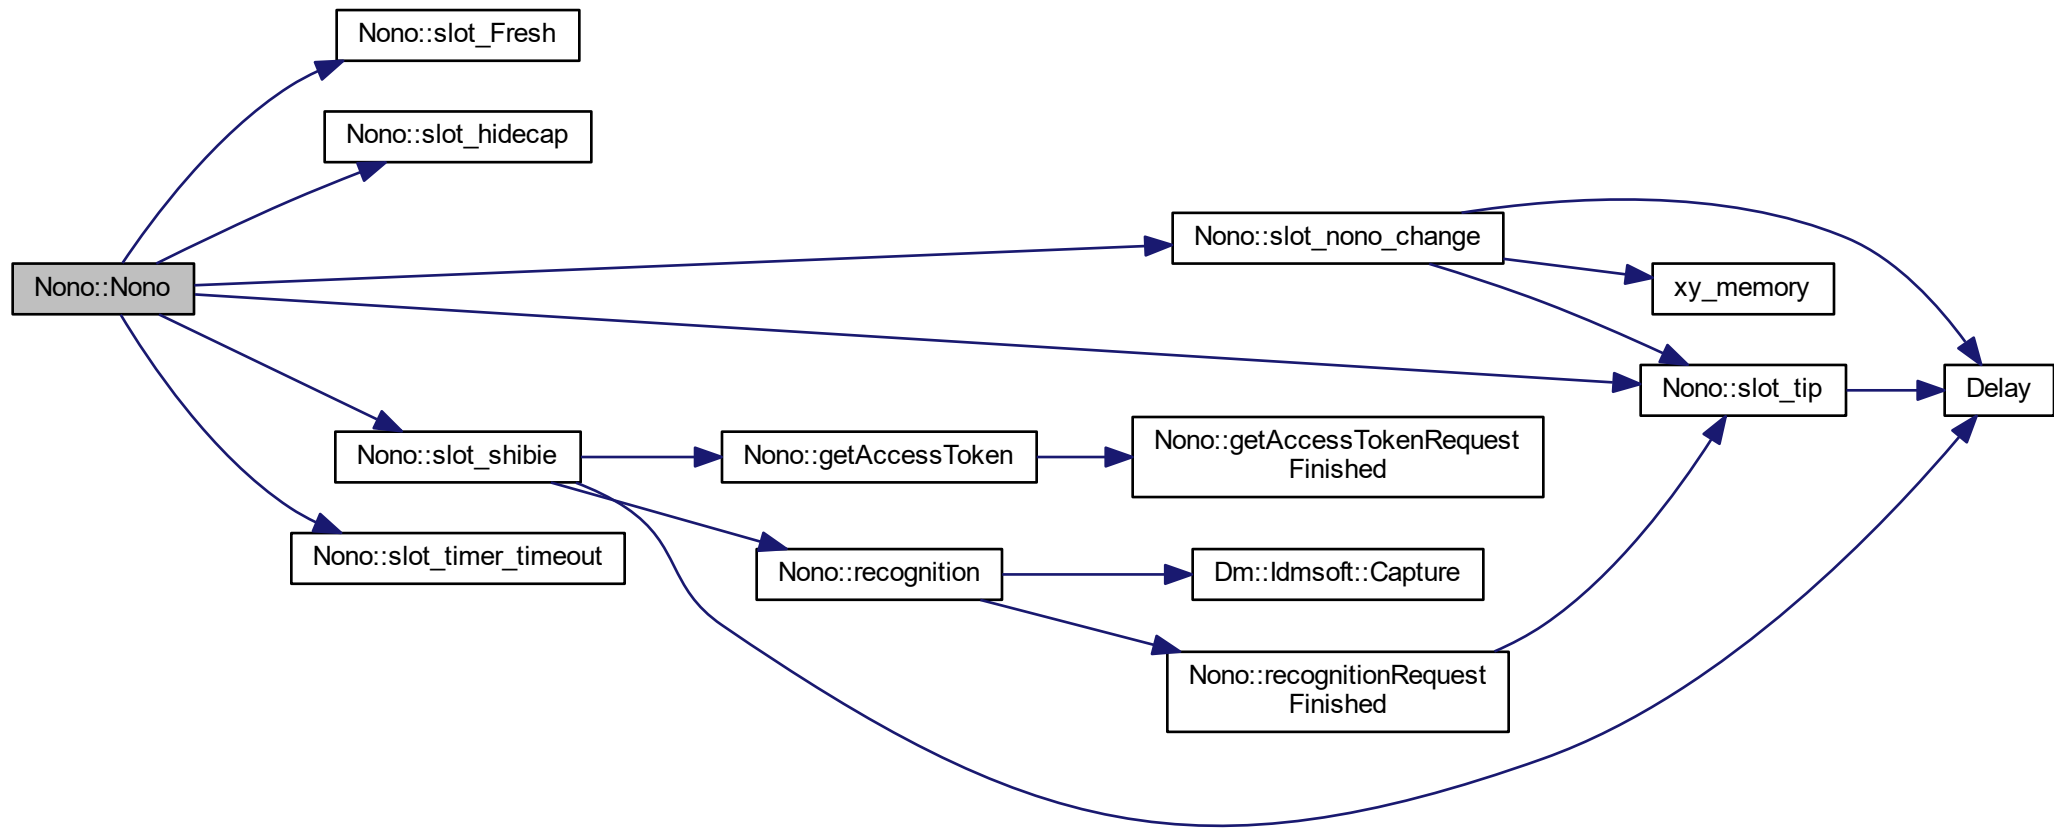 Nono::slot_Fresh
Nono::slot_hidecap
Nono::slot_nono_change
Nono::Nono
xy_memory
Nono::slot_tip
Delay
Nono::slot_shibie
Nono::getAccessToken
Nono::getAccessTokenRequest
Finished
Nono::slot_timer_timeout
Nono::recognition
Dm::Idmsoft::Capture
Nono::recognitionRequest
Finished